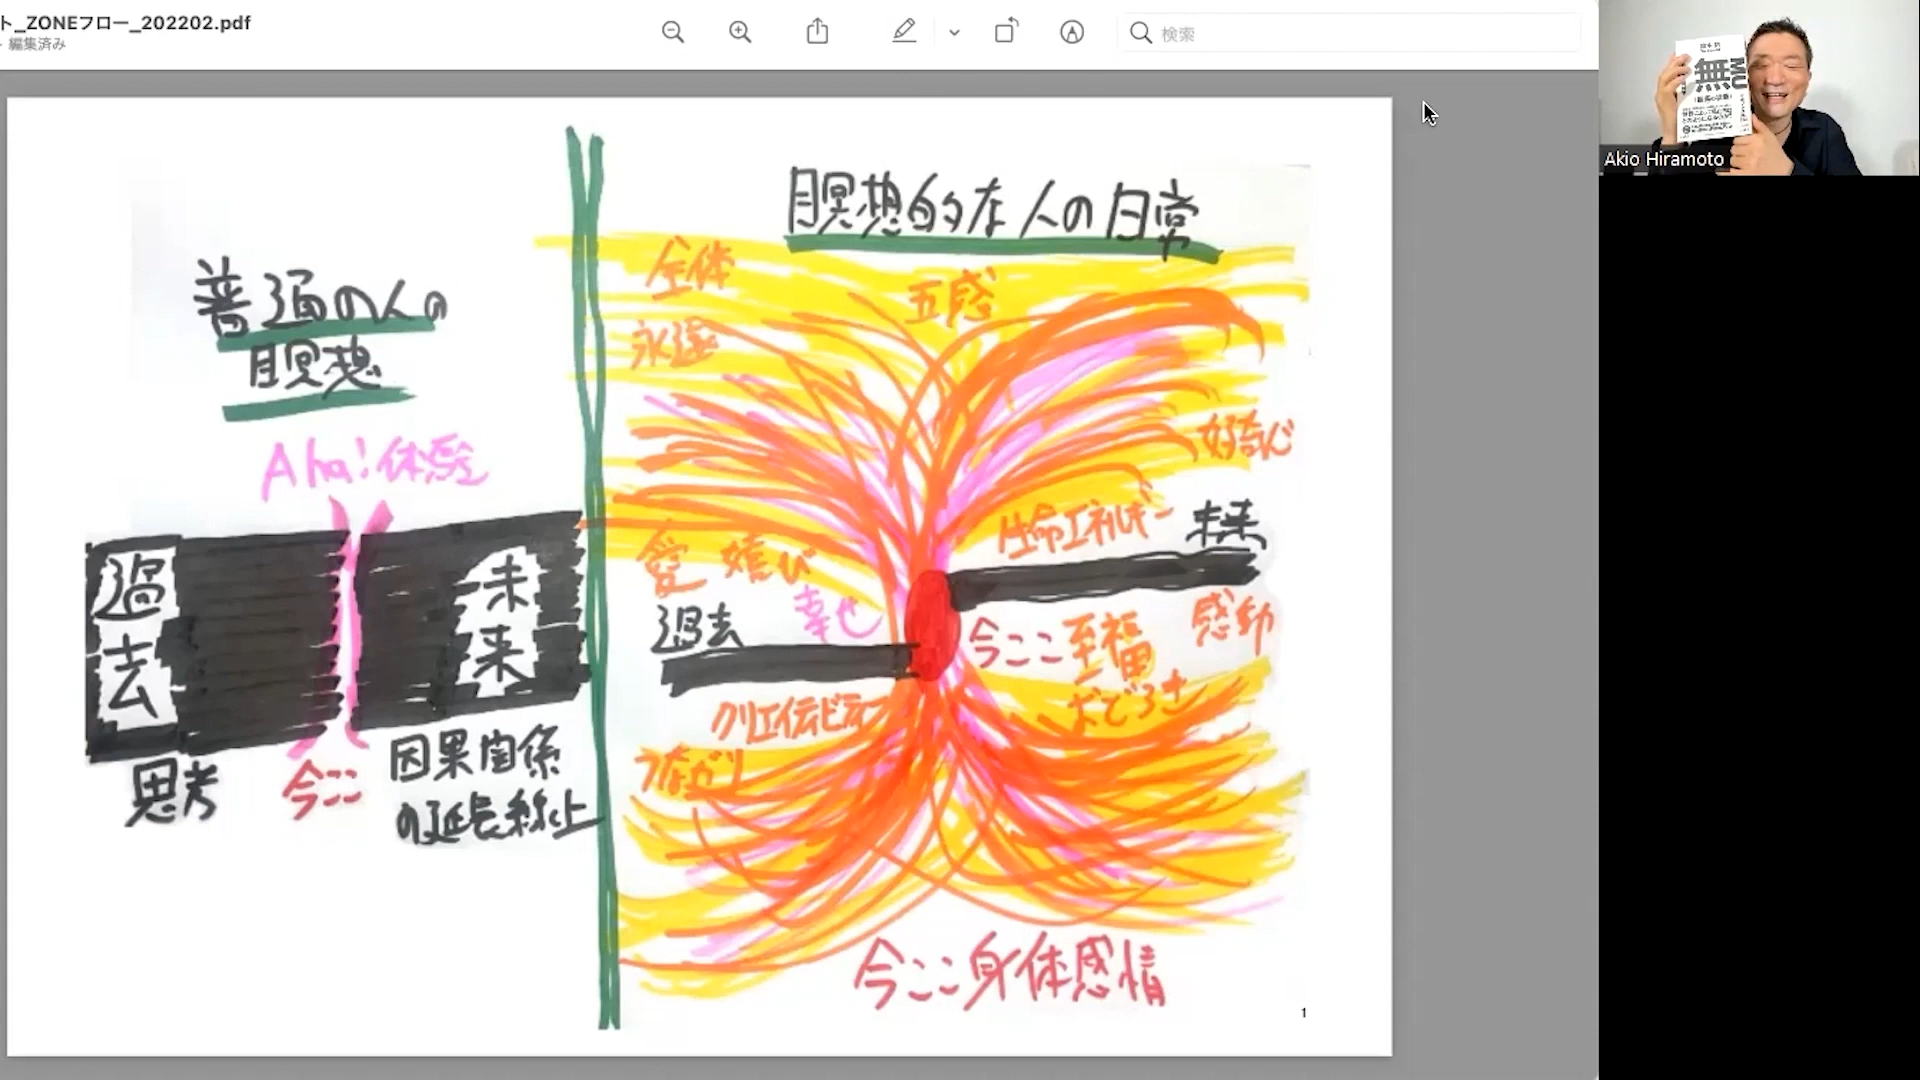 ト_ZONEフロー_202202.pdf
編集済み
検索
Akio Hiramoto
無
MU
普通の人の
瞑想
Aha!体験
過去
未来
思考
今ここ
因果関係
の延長線上
瞑想的な人の日常
全体
五感
永遠
好奇心
生命エネルギー
未来
愛 嬉び
過去
幸せ
今ここ
至福
感動
おどろき
クリエイティビティ
つながり
今ここ身体感情
1